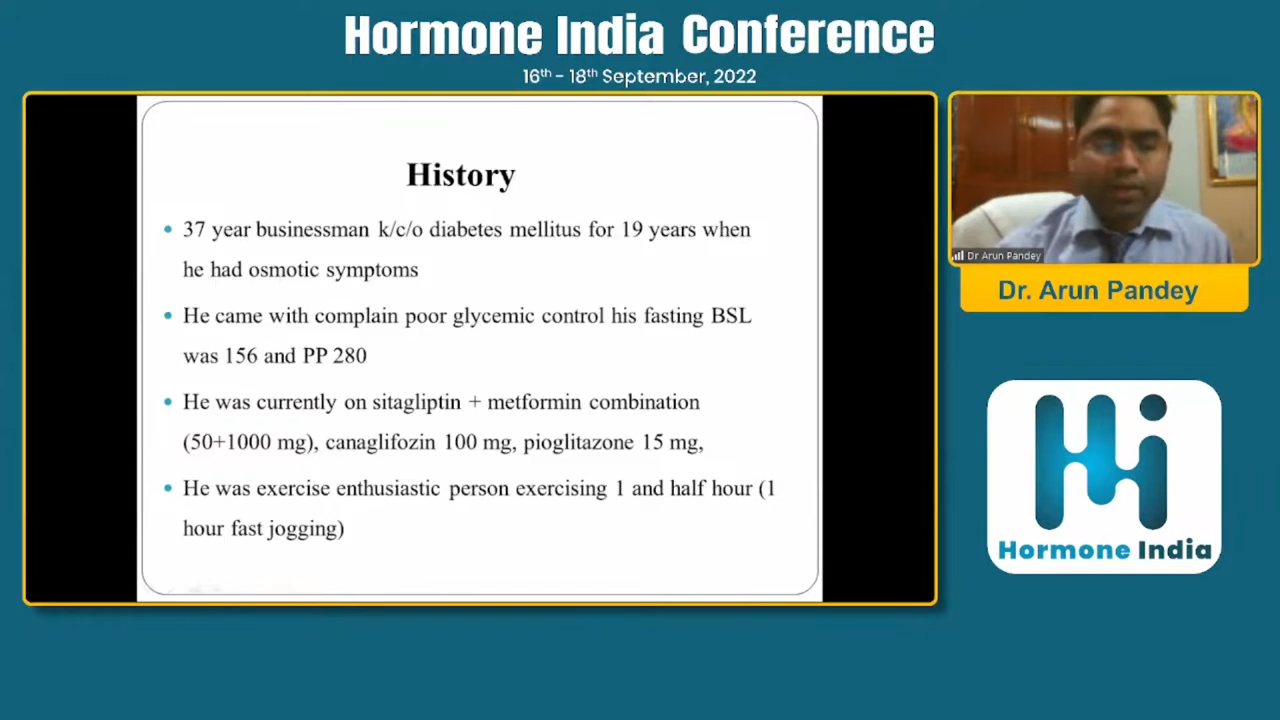 Hormone India Conference
16th - 18th September, 2022
History
• 37 year businessman k/c/o diabetes mellitus for 19 years when
he had osmotic symptoms
• He came with complain poor glycemic control his fasting BSL
was 156 and PP 280
• He was currently on sitagliptin + metformin combination
(50+1000 mg), canaglifozin 100 mg, pioglitazone 15 mg,
• He was exercise enthusiastic person exercising 1 and half hour (1
hour fast jogging)
Dr Arun Pandey
Dr. Arun Pandey
Hi
Hormone India